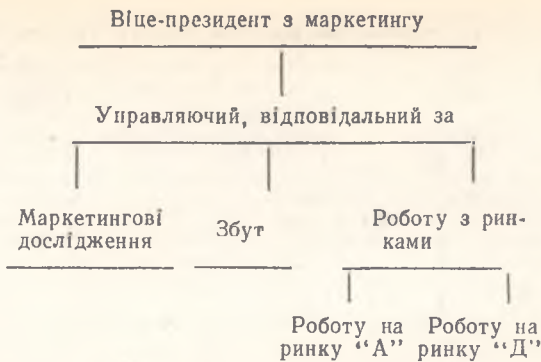 Віце-президент з маркетингу
Управляючий, відповідальний за
Маркетингові
дослідження
Збут
Роботу з рин-
ками
Роботу на
ринку “А”
Роботу на
ринку “Д”